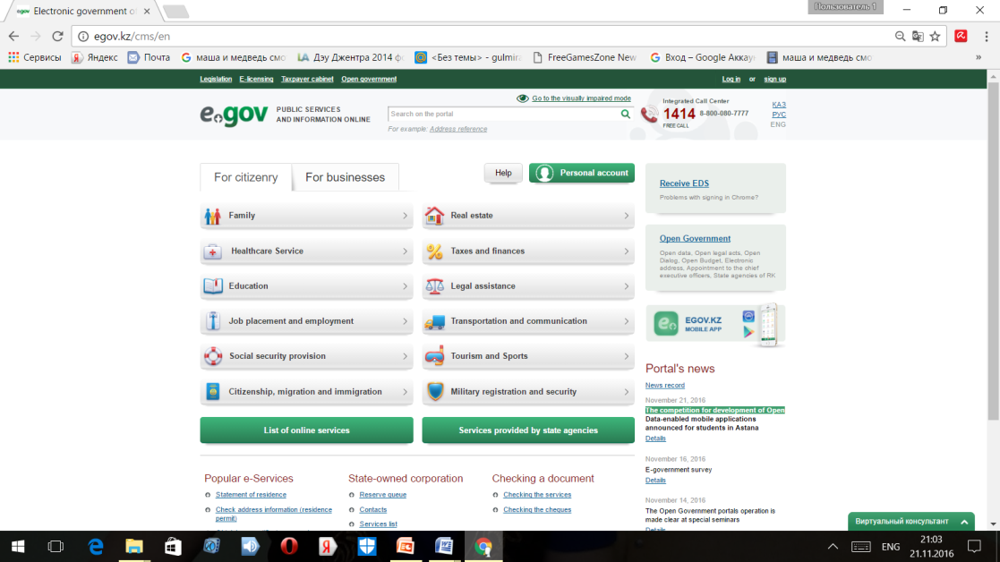 Electronic government of
Пользователь 1
egov.kz/cms/en
Сервисы
Яндекс
Почта
маша и медведь смо
Дэу Джентра 2014 ф
<Без темы> - gulmira
FreeGamesZone New
Вход – Google Аккаун
маша и медведь смо
»
Legislation E-licensing Taxpayer cabinet Open government
Log in or sign up
e.gov
PUBLIC SERVICES
AND INFORMATION ONLINE
Go to the visually impaired mode
Search on the portal
For example: Address reference
Integrated Call Center
1414 8-800-080-7777
FREE CALL
ҚАЗ
РУС
ENG
For citizenry
For businesses
Help
Personal account
Family
Real estate
Healthcare Service
Taxes and finances
Education
Legal assistance
Job placement and employment
Transportation and communication
Social security provision
Tourism and Sports
Citizenship, migration and immigration
Military registration and security
List of online services
Services provided by state agencies
Receive EDS
Problems with signing in Chrome?
Open Government
Open data, Open legal acts, Open
Dialog, Open Budget, Electronic
address, Appointment to the chief
executive officers, State agencies of RK
EGOV.KZ
MOBILE APP
Portal's news
News record
November 21, 2016
The competition for development of Open
Data-enabled mobile applications
announced for students in Astana
Details
November 16, 2016
E-government survey
Details
November 14, 2016
The Open Government portals operation is
made clear at special seminars
Details
Popular e-Services
Statement of residence
Check address information (residence
permit)
State-owned corporation
Reserve queue
Contacts
Services list
Checking a document
Checking the services
Checking the cheques
Виртуальный консультант
ENG
21:03
21.11.2016